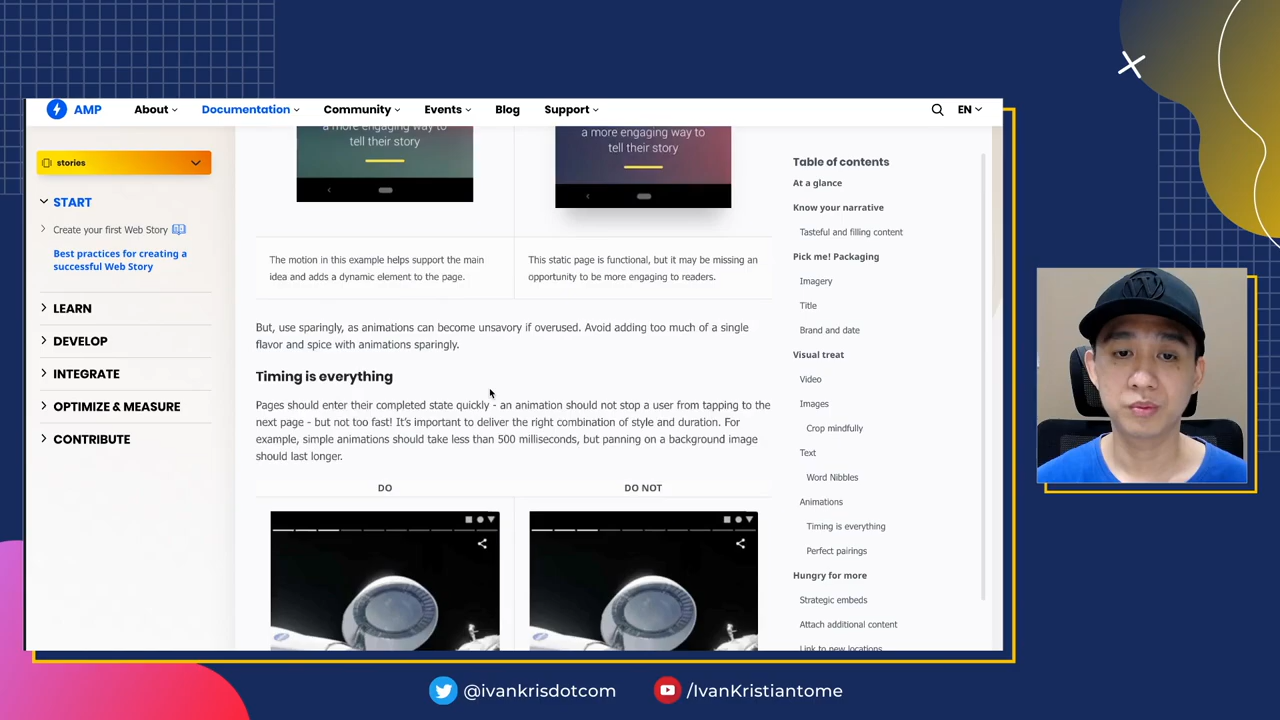 AMP
About
Documentation
Community
Events
Blog
Support
EN
stories
START
Create your first Web Story
Best practices for creating a
successful Web Story
LEARN
DEVELOP
INTEGRATE
OPTIMIZE & MEASURE
CONTRIBUTE
a more engaging way to
tell their story
a more engaging way to
tell their story
The motion in this example helps support the main
idea and adds a dynamic element to the page.
This static page is functional, but it may be missing an
opportunity to be more engaging to readers.
But, use sparingly, as animations can become unsavory if overused. Avoid adding too much of a single
flavor and spice with animations sparingly.
Timing is everything
Pages should enter their completed state quickly - an animation should not stop a user from tapping to the
next page - but not too fast! It's important to deliver the right combination of style and duration. For
example, simple animations should take less than 500 milliseconds, but panning on a background image
should last longer.
DO
DO NOT
Table of contents
At a glance
Know your narrative
Tasteful and filling content
Pick me! Packaging
Imagery
Title
Brand and date
Visual treat
Video
Images
Crop mindfully
Text
Word Nibbles
Animations
Timing is everything
Perfect pairings
Hungry for more
Strategic embeds
Attach additional content
Link to new locations
@ivankrisdotcom
/IvanKristiantome